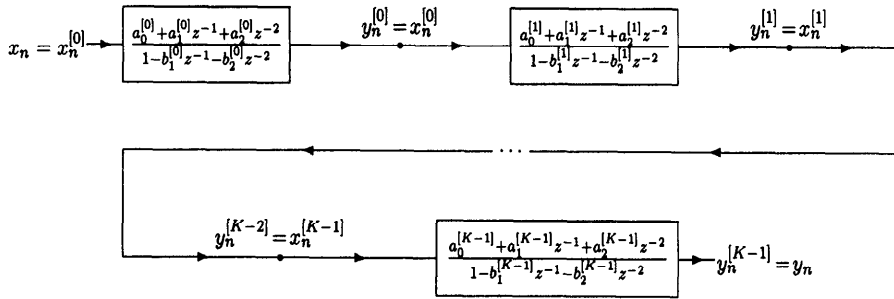 x_n = x_n^{[0]}
\frac{a_0^{[0]}+a_1^{[0]}z^{-1}+a_2^{[0]}z^{-2}}{1-b_1^{[0]}z^{-1}-b_2^{[0]}z^{-2}}
y_n^{[0]} = x_n^{[0]}
\frac{a_0^{[1]}+a_1^{[1]}z^{-1}+a_2^{[1]}z^{-2}}{1-b_1^{[1]}z^{-1}-b_2^{[1]}z^{-2}}
y_n^{[1]} = x_n^{[1]}
···
y_n^{[K-2]} = x_n^{[K-1]}
\frac{a_0^{[K-1]}+a_1^{[K-1]}z^{-1}+a_2^{[K-1]}z^{-2}}{1-b_1^{[K-1]}z^{-1}-b_2^{[K-1]}z^{-2}}
y_n^{[K-1]} = y_n